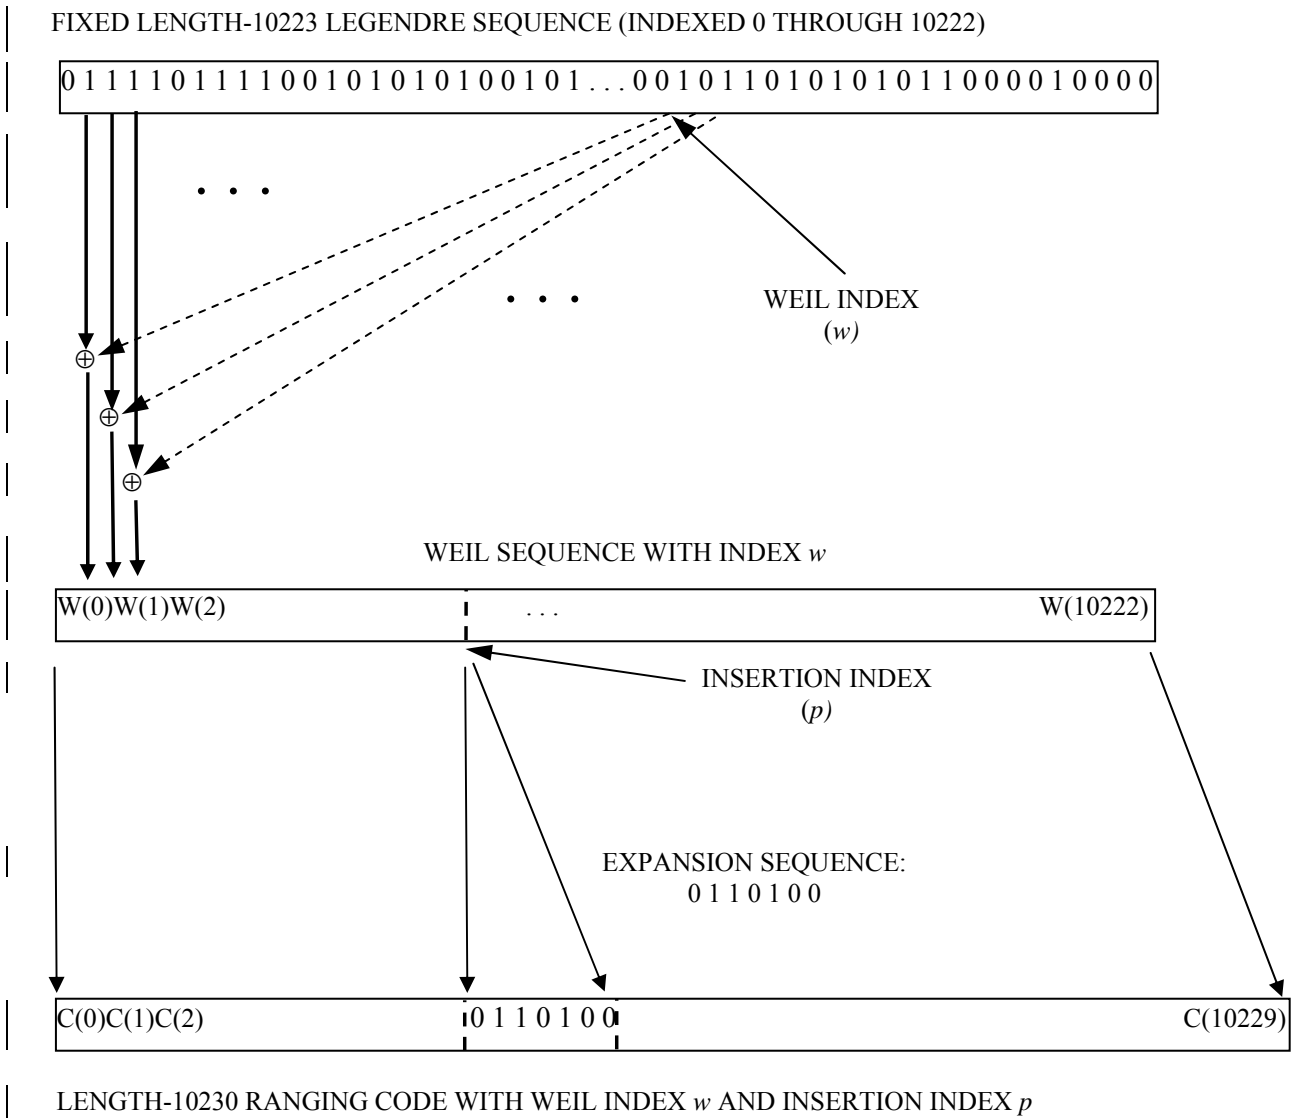 FIXED LENGTH-10223 LEGENDRE SEQUENCE (INDEXED 0 THROUGH 10222)
0 1 1 1 1 0 1 1 1 1 0 0 1 0 1 0 1 0 1 0 0 1 0 1 . . . 0 0 1 0 1 1 0 1 0 1 0 1 0 1 1 0 0 0 0 1 0 0 0 0
. . .
. . .
WEIL INDEX
(w)
⊕
⊕
⊕
WEIL SEQUENCE WITH INDEX w
W(0)W(1)W(2) . . . W(10222)
INSERTION INDEX
(p)
EXPANSION SEQUENCE:
0 1 1 0 1 0 0
C(0)C(1)C(2) 0 1 1 0 1 0 0 C(10229)
LENGTH-10230 RANGING CODE WITH WEIL INDEX w AND INSERTION INDEX p